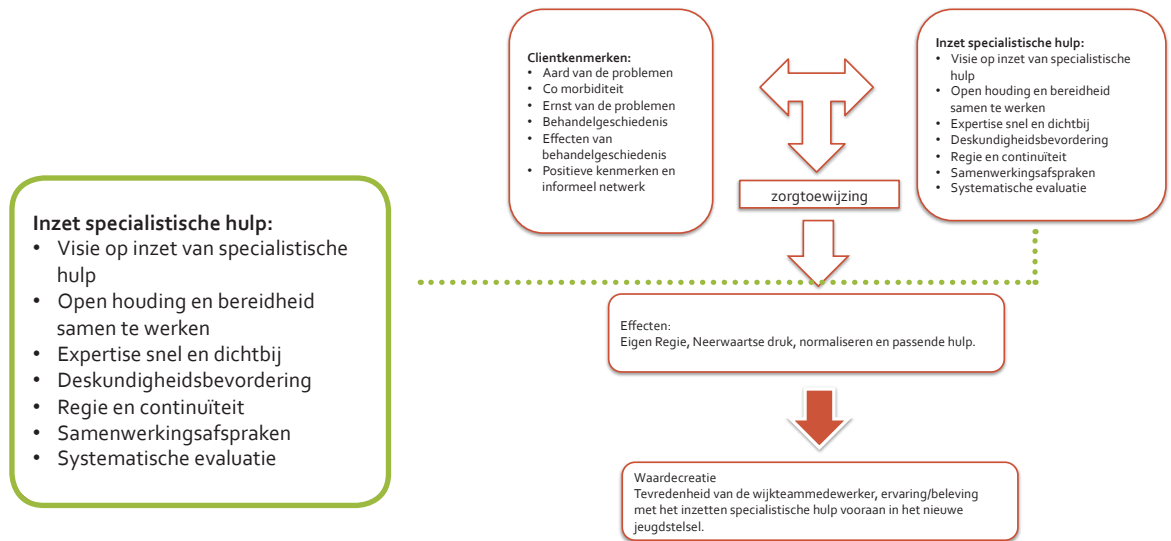 Clientkenmerken:
• Aard van de problemen
• Co morbiditeit
• Ernst van de problemen
• Behandelgeschiedenis
• Effecten van
behandelgeschiedenis
• Positieve kenmerken en
informeel netwerk
Inzet specialistische hulp:
• Visie op inzet van specialistische
hulp
• Open houding en bereidheid
samen te werken
• Expertise snel en dichtbij
• Deskundigheidsbevordering
• Regie en continuïteit
• Samenwerkingsafspraken
• Systematische evaluatie
zorgtoewijzing
Inzet specialistische hulp:
• Visie op inzet van specialistische
hulp
• Open houding en bereidheid
samen te werken
• Expertise snel en dichtbij
• Deskundigheidsbevordering
• Regie en continuïteit
• Samenwerkingsafspraken
• Systematische evaluatie
Effecten:
Eigen Regie, Neerwaartse druk, normaliseren en passende hulp.
Waardecreatie
Tevredenheid van de wijkteammedewerker, ervaring/beleving
met het inzetten specialistische hulp vooraan in het nieuwe
jeugdstelsel.